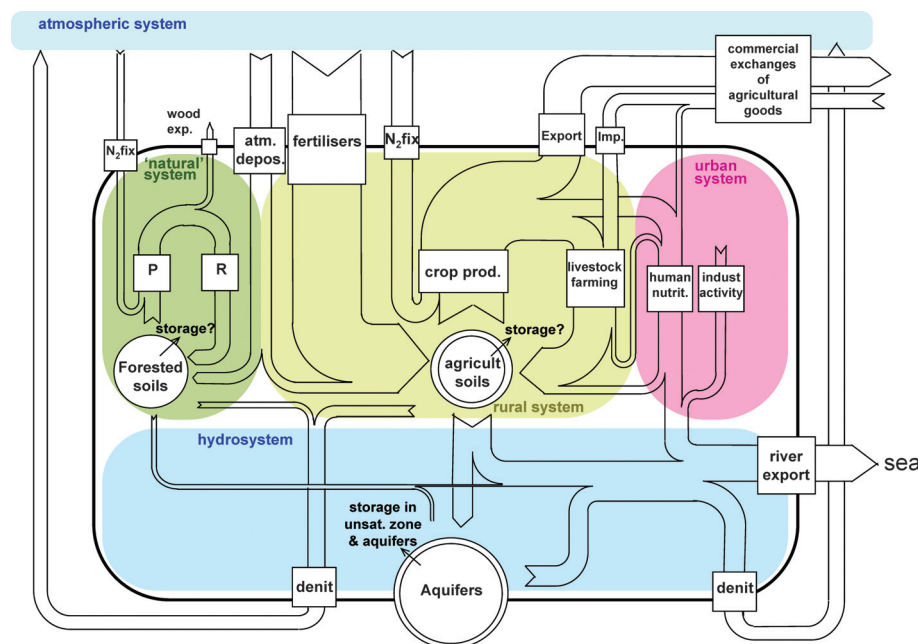 atmospheric system
commercial
exchanges
of
agricultural
goods
wood
exp.
N₂fix
atm.
depos.
fertilisers
N₂fix
Export
Imp.
'natural'
system
urban
system
P
R
crop prod.
livestock
farming
human
nutrit.
indust
activity
storage?
storage?
Forested
soils
agricult
soils
rural system
hydrosystem
river
export
sea
storage in
unsat. zone
& aquifers
denit
Aquifers
denit